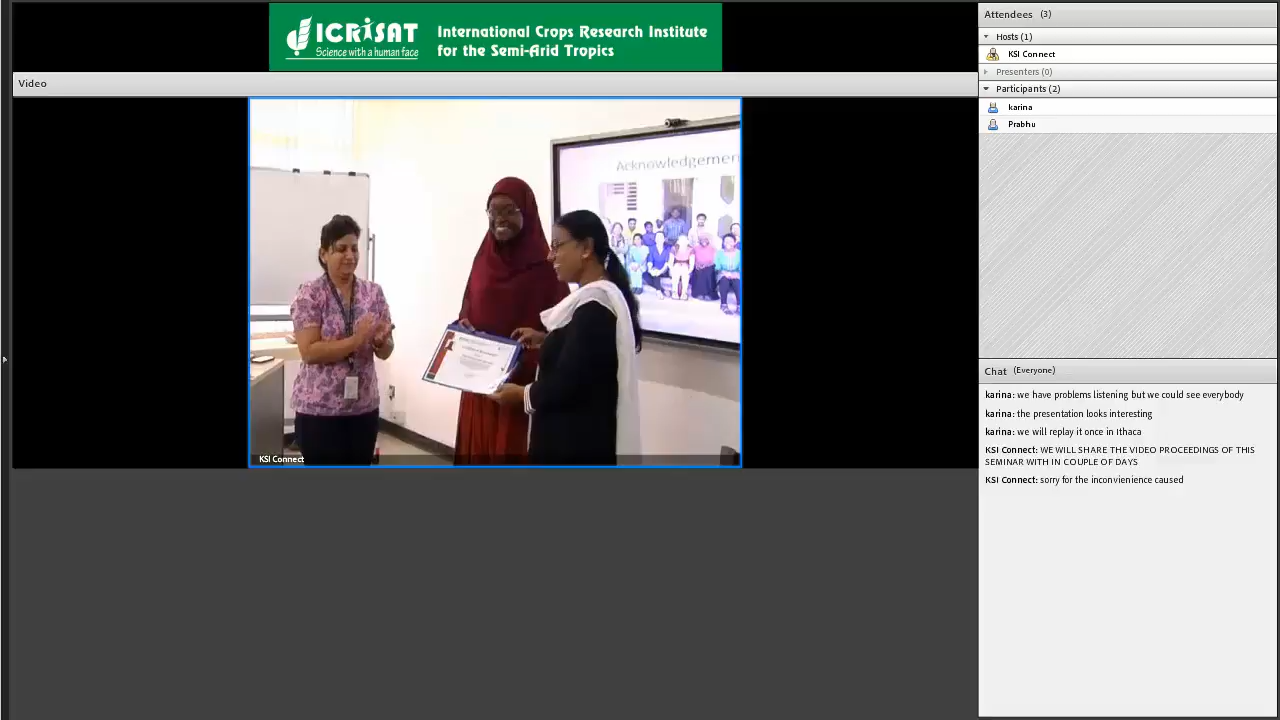 ICRISAT
Science with a human face
International Crops Research Institute
for the Semi-Arid Tropics
Video
Acknowledgemen
KSI Connect
Attendees (3)
Hosts (1)
KSI Connect
Presenters (0)
Participants (2)
karina
Prabhu
Chat (Everyone)
karina: we have problems listening but we could see everybody
karina: the presentation looks interesting
karina: we will replay it once in Ithaca
KSI Connect: WE WILL SHARE THE VIDEO PROCEEDINGS OF THIS
SEMINAR WITH IN COUPLE OF DAYS
KSI Connect: sorry for the inconvienience caused